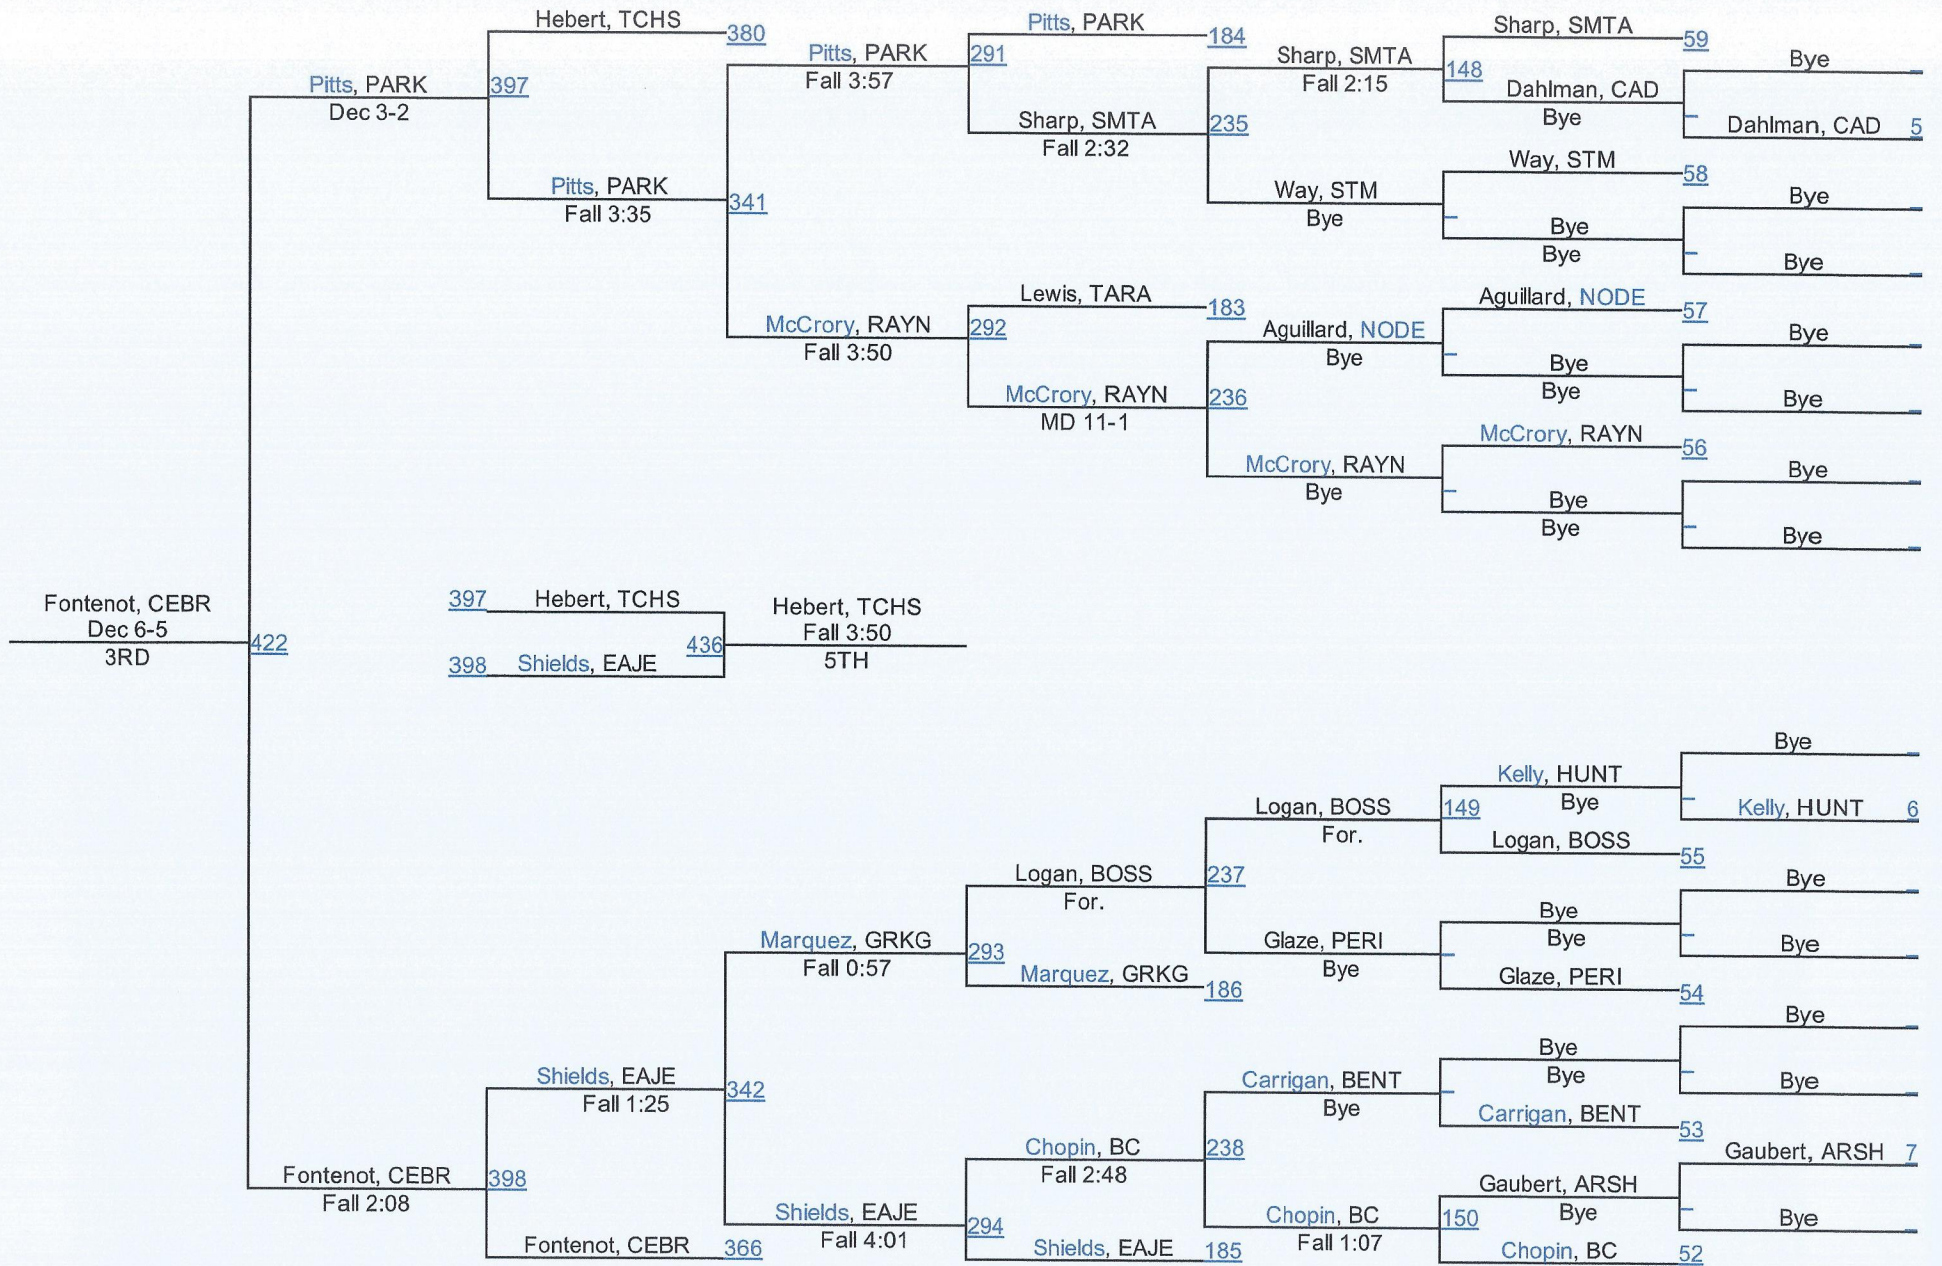 Hebert, TCHS
380
Pitts, PARK
Dec 3-2
397
Pitts, PARK
Fall 3:35
341
Pitts, PARK
Fall 3:57
291
Pitts, PARK
184
Sharp, SMTA
Fall 2:32
235
Sharp, SMTA
Fall 2:15
148
Sharp, SMTA
59
Dahlman, CAD
Bye
Bye
Dahlman, CAD 5
Way, STM
Bye
Way, STM
58
Bye
Bye
Bye
Bye
McCrory, RAYN
Fall 3:50
292
Lewis, TARA
183
McCrory, RAYN
MD 11-1
236
Aguillard, NODE
Bye
Aguillard, NODE
57
Bye
Bye
Bye
Bye
McCrory, RAYN
Bye
McCrory, RAYN
56
Bye
Bye
Bye
Bye
Fontenot, CEBR
Dec 6-5
3RD
422
397 Hebert, TCHS
398 Shields, EAJE
436
Hebert, TCHS
Fall 3:50
5TH
Fontenot, CEBR
Fall 2:08
398
Shields, EAJE
Fall 1:25
342
Fontenot, CEBR
366
Marquez, GRKG
Fall 0:57
293
Logan, BOSS
For.
237
Marquez, GRKG
186
Logan, BOSS
For.
149
Kelly, HUNT
Bye
Bye
Kelly, HUNT 6
Logan, BOSS
55
Glaze, PERI
Bye
Bye
Bye
Bye
Bye
Glaze, PERI
54
Shields, EAJE
Fall 4:01
294
Chopin, BC
Fall 2:48
238
Shields, EAJE
185
Carrigan, BENT
Bye
Bye
Bye
Bye
Bye
Carrigan, BENT
53
Chopin, BC
Fall 1:07
150
Gaubert, ARSH
Bye
Gaubert, ARSH 7
Bye
Chopin, BC
52